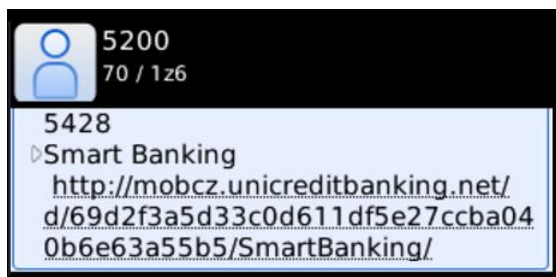 5200
70 / 1z6
5428
Smart Banking
http://mobcz.unicreditbanking.net/
d/69d2f3a5d33c0d611df5e27ccba04
0b6e63a55b5/SmartBanking/